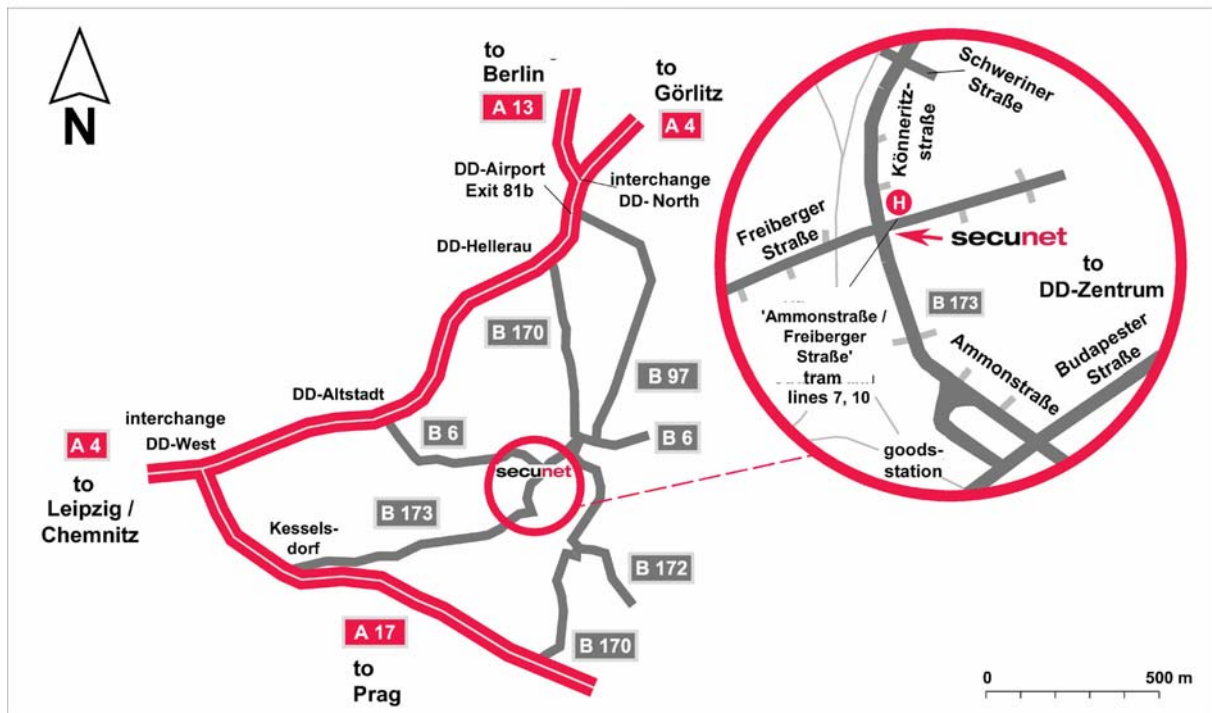 N
to
Berlin
A 13
to
Görlitz
A 4
DD-Airport
Exit 81b
interchange
DD- North
DD-Hellerau
B 170
B 97
DD-Altstadt
interchange
DD-West
A 4
to
Leipzig /
Chemnitz
B 6
B 6
secunet
B 173
Kessels-
dorf
B 172
A 17
to
Prag
B 170
Schweriner
Straße
Könneritz-
straße
H
Freiberger
Straße
secunet
to
DD-Zentrum
B 173
'Ammonstraße /
Freiberger
Straße'
tram
lines 7, 10
Ammonstraße
Budapester
Straße
goods-
station
0 500 m